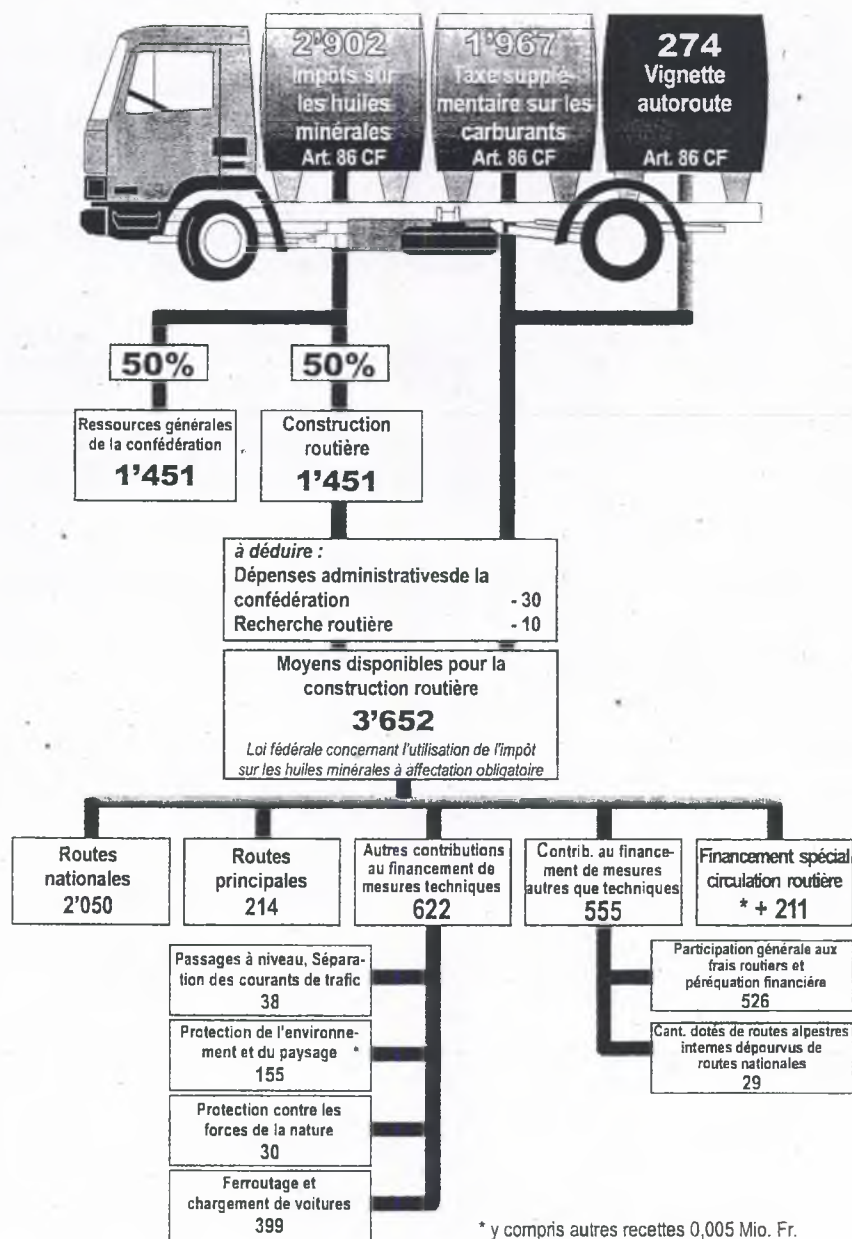 2'902
Impôts sur
les huiles
minérales
Art. 86 CF
1'967
Taxe supplé-
mentaire sur les
carburants
Art. 86 CF
274
Vignette
autoroute
Art. 86 CF
50%
50%
Ressources générales
de la confédération
1'451
Construction
routière
1'451
à déduire :
Dépenses administrativesde la
confédération - 30
Recherche routière - 10
Moyens disponibles pour la
construction routière
3'652
Loi fédérale concernant l'utilisation de l'impôt
sur les huiles minérales à affectation obligatoire
Routes
nationales
2'050
Routes
principales
214
Autres contributions
au financement de
mesures techniques
622
Contrib. au finance-
ment de mesures
autres que techniques
555
Financement spécial
circulation routière
* + 211
Passages à niveau, Sépara-
tion des courants de trafic
38
Protection de l'environne-
ment et du paysage *
155
Protection contre les
forces de la nature
30
Ferroutage et
chargement de voitures
399
Participation générale aux
frais routiers et
péréquation financière
526
Cant. dotés de routes alpestres
internes dépourvus de
routes nationales
29
* y compris autres recettes 0,005 Mio. Fr.